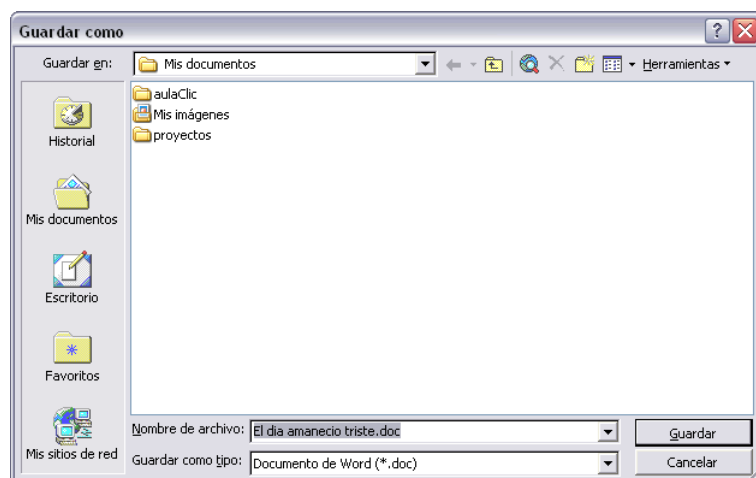 Guardar como
Guardar en: Mis documentos Herramientas
aulaClic
Mis imágenes
proyectos
Historial
Mis documentos
Escritorio
Favoritos
Mis sitios de red
Nombre de archivo: El dia amanecio triste.doc Guardar
Guardar como tipo: Documento de Word (*.doc) Cancelar